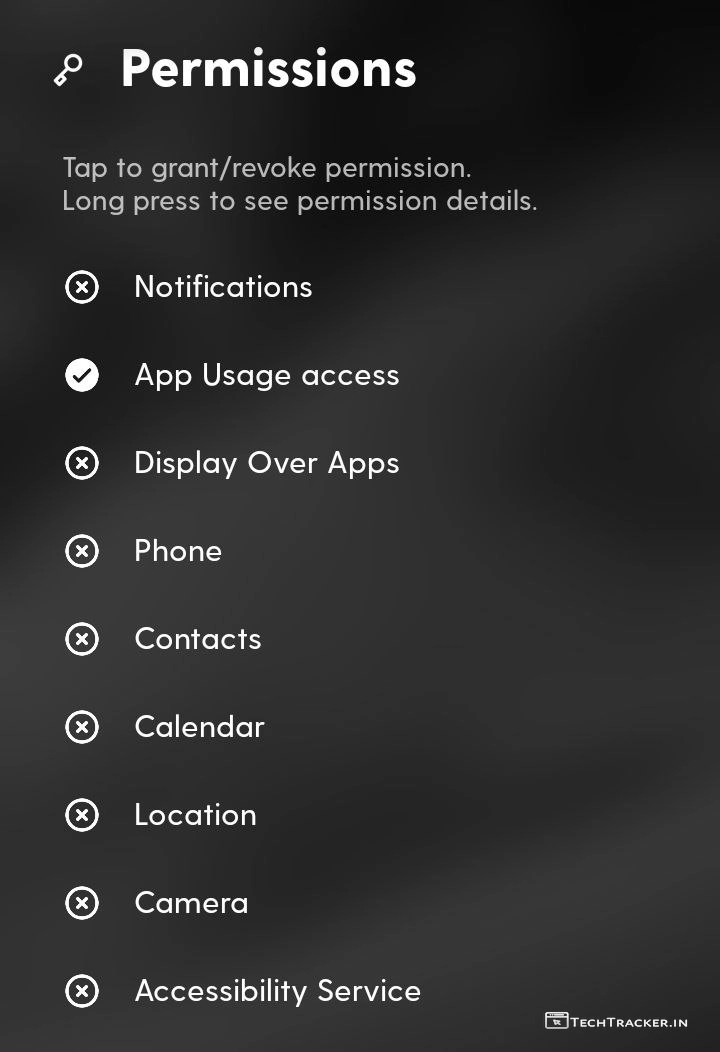 Permissions
Tap to grant/revoke permission.
Long press to see permission details.
Notifications
App Usage access
Display Over Apps
Phone
Contacts
Calendar
Location
Camera
Accessibility Service
TECHTRACKER.IN